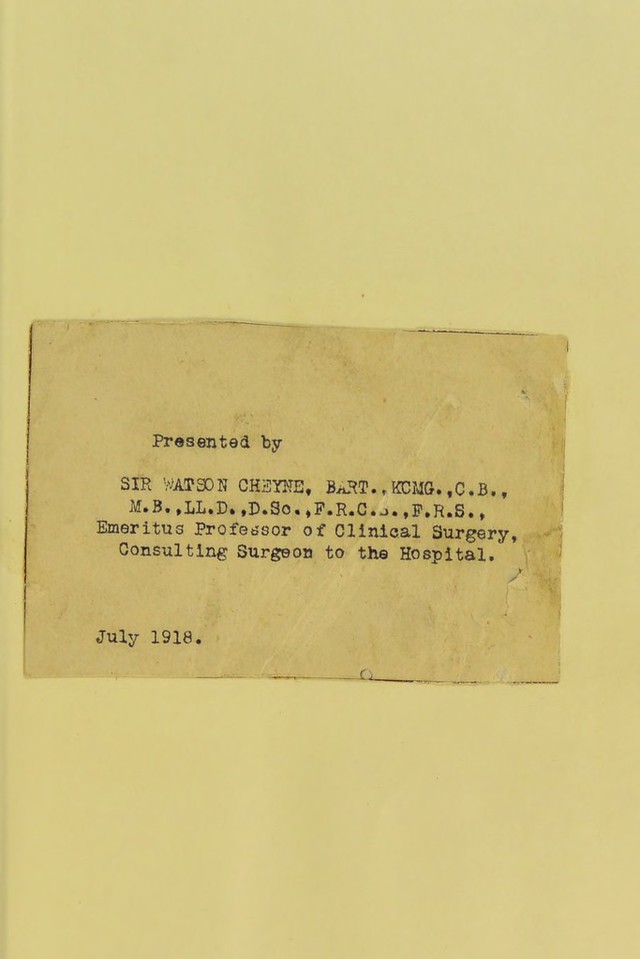 Presented by
SIR WATSON CHEYNE, BART., KCMG.,C.B.,
M.B.,LL.D.,D.Sc.,F.R.C.S.,F.R.S.,
Emeritus Professor of Clinical Surgery,
Consulting Surgeon to the Hospital.
July 1918.